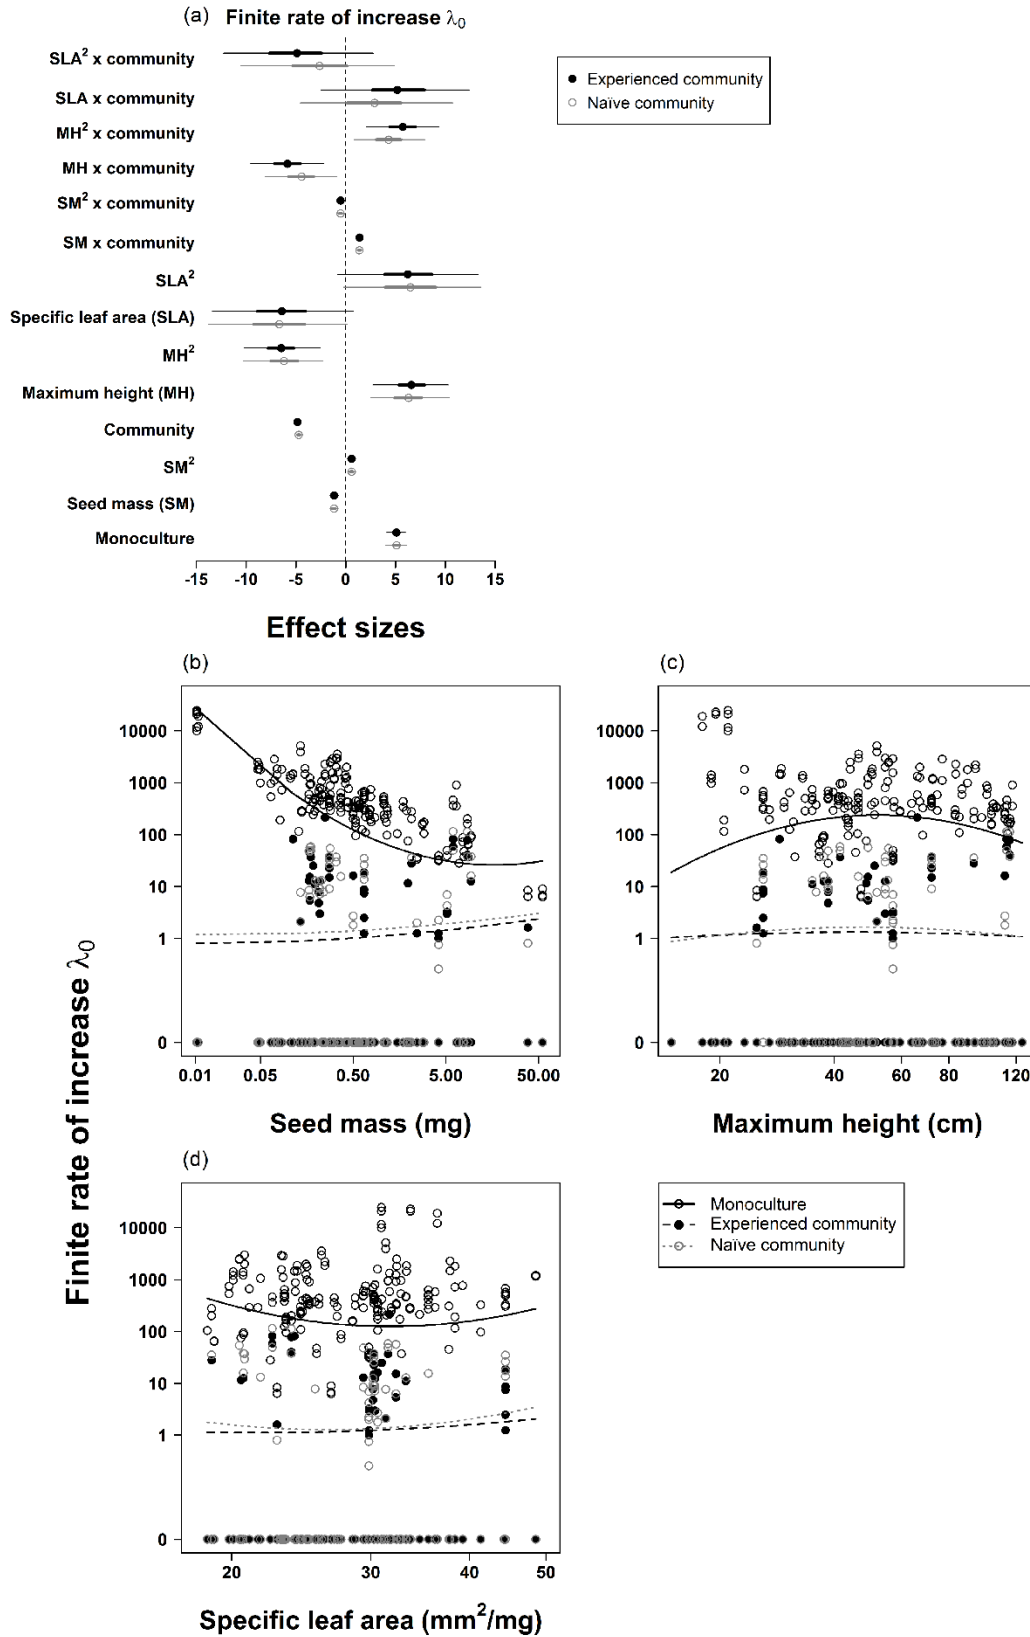 (a) Finite rate of increase λ₀
SLA² x community
SLA x community
MH² x community
MH x community
SM² x community
SM x community
SLA²
Specific leaf area (SLA)
MH²
Maximum height (MH)
Community
SM²
Seed mass (SM)
Monoculture
Experienced community
Naïve community
-15 -10 -5 0 5 10 15
Effect sizes
(b)
10000
1000
100
10
1
0
0.01 0.05 0.50 5.00 50.00
Seed mass (mg)
(c)
10000
1000
100
10
1
0
20 40 60 80 120
Maximum height (cm)
Finite rate of increase λ₀
(d)
10000
1000
100
10
1
0
20 30 40 50
Specific leaf area (mm²/mg)
Monoculture
Experienced community
Naïve community